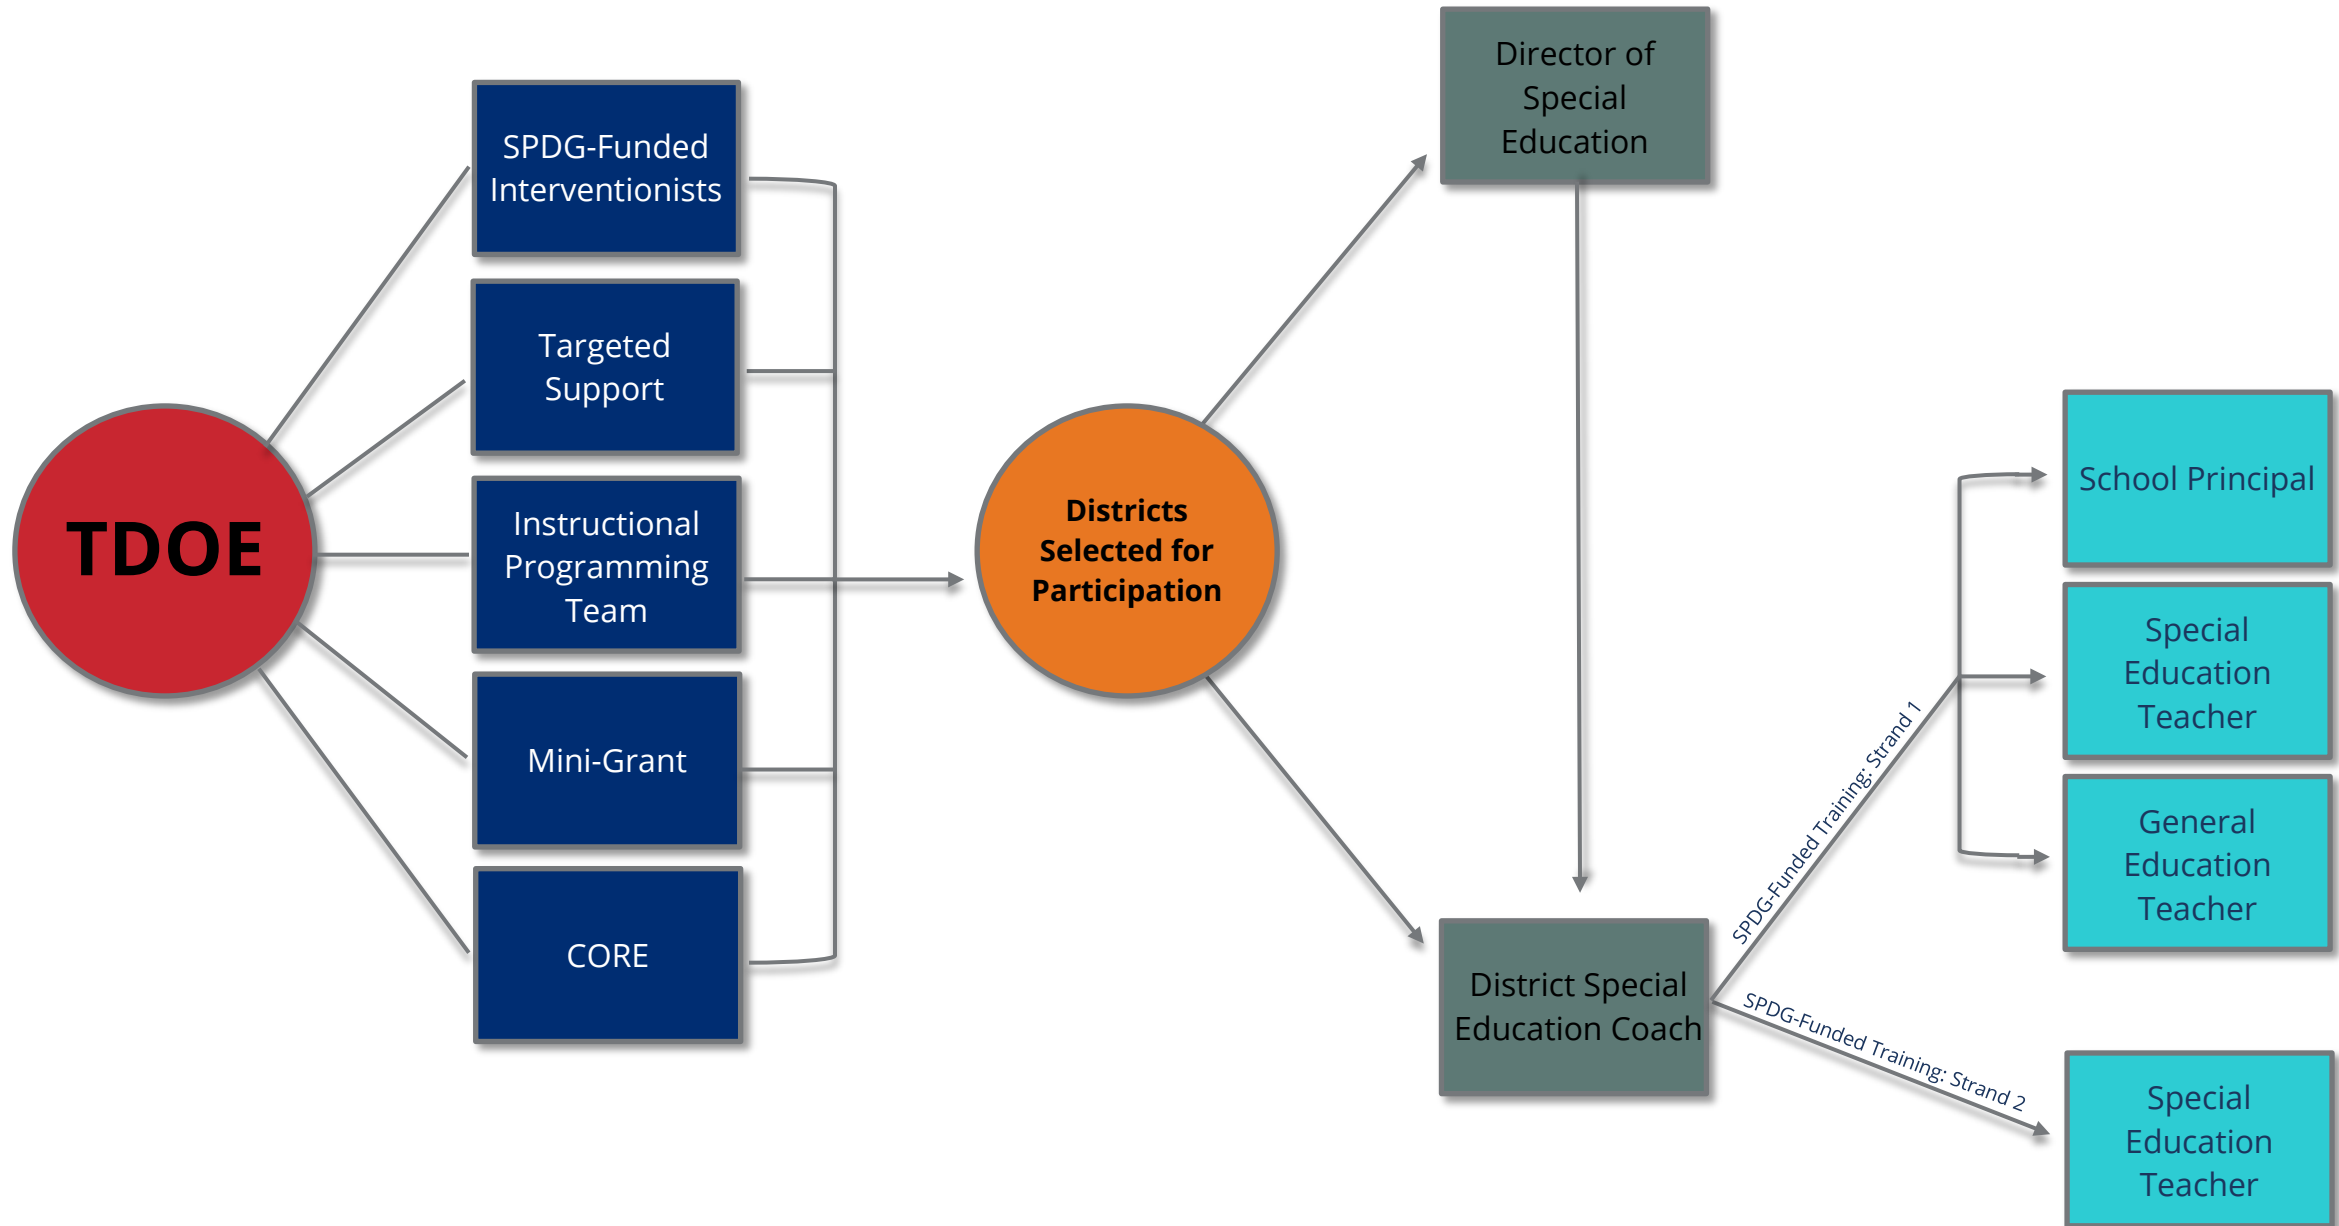 TDOE
SPDG-Funded
Interventionists
Targeted
Support
Instructional
Programming
Team
Mini-Grant
CORE
Districts
Selected for
Participation
Director of
Special
Education
District Special
Education Coach
SPDG-Funded Training: Strand 1
SPDG-Funded Training: Strand 2
School Principal
Special
Education
Teacher
General
Education
Teacher
Special
Education
Teacher